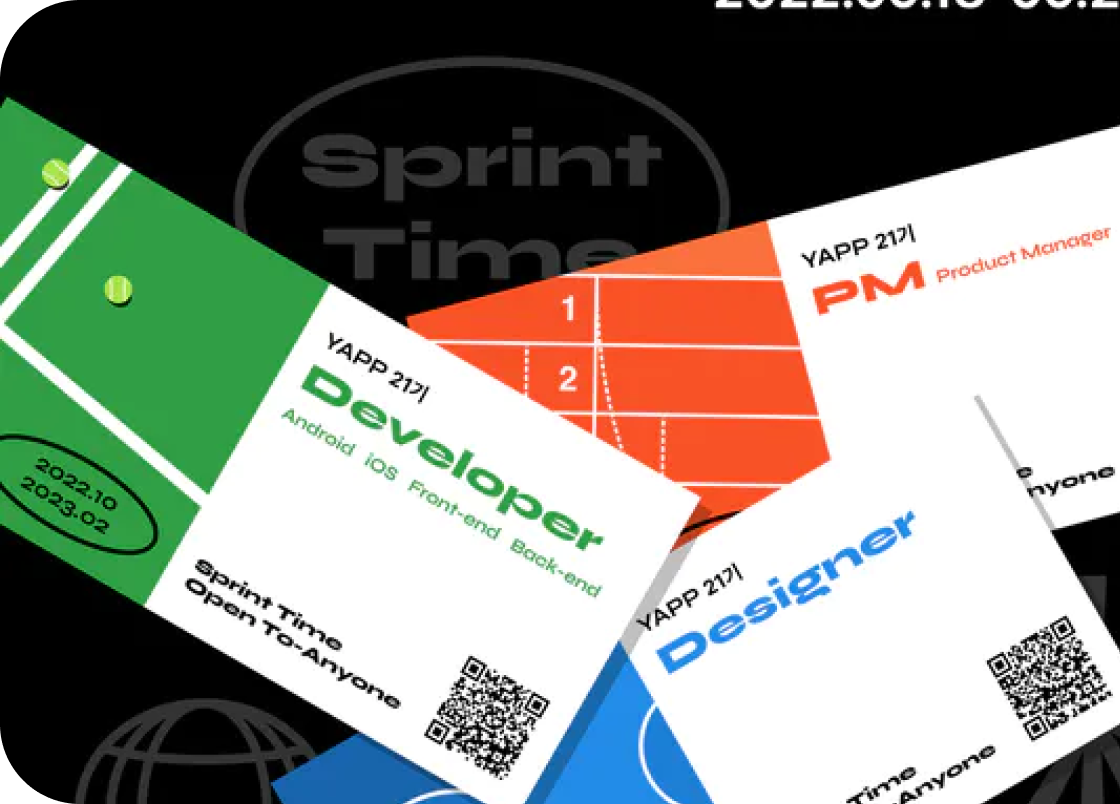 Sprint
Time
YAPP 21기
PM Product Manager
1
2
YAPP 21기
Developer
Android iOS Front-end Back-end
2022.10
2023.02
Sprint Time
Open To-Anyone
YAPP 21기
Designer
Time